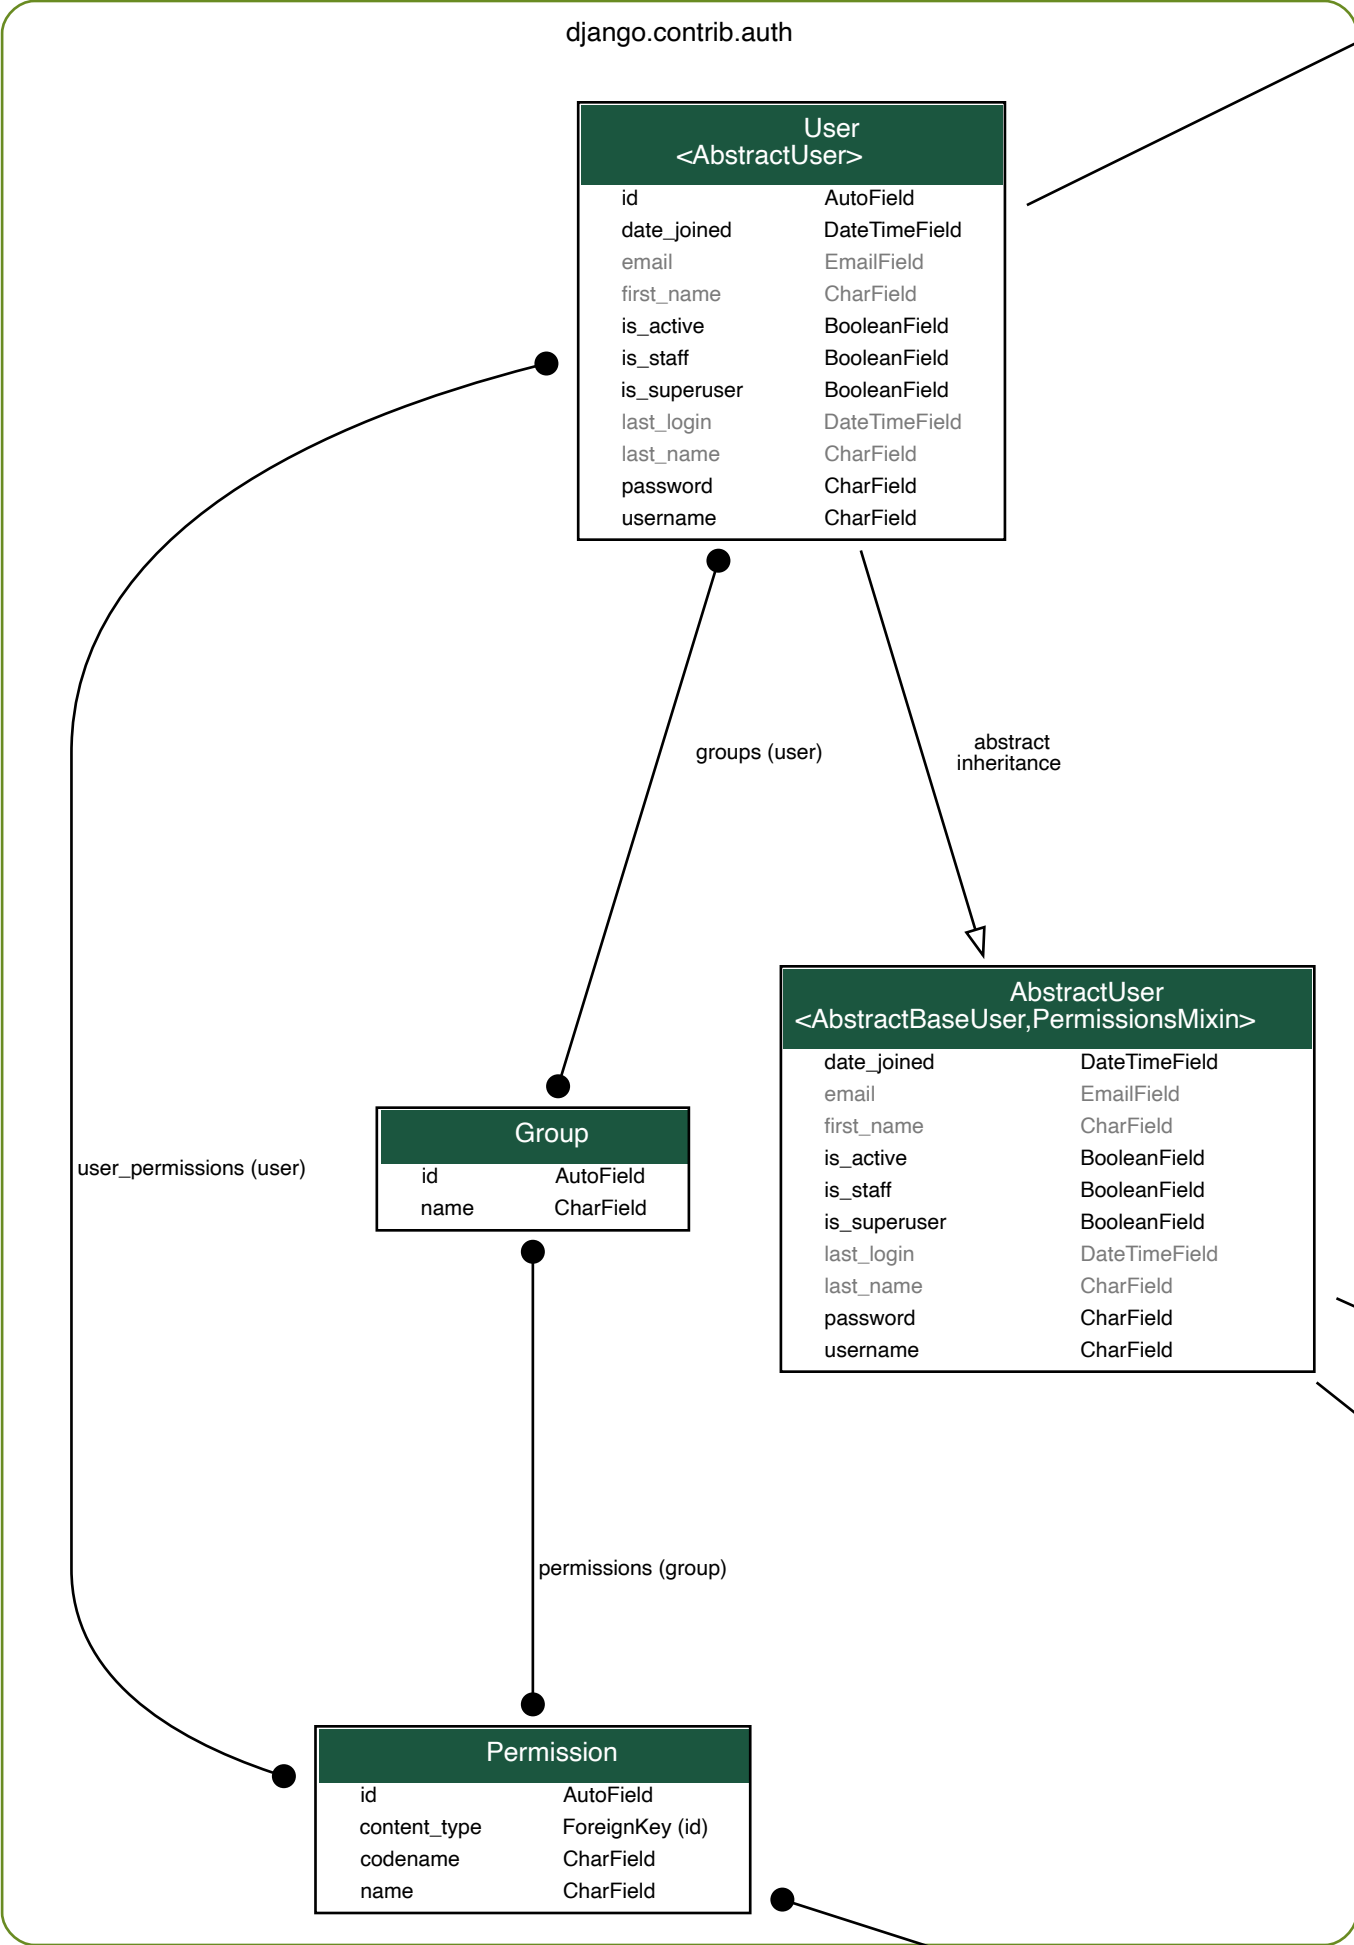 django.contrib.auth
User
<AbstractUser>
id AutoField
date_joined DateTimeField
email EmailField
first_name CharField
is_active BooleanField
is_staff BooleanField
is_superuser BooleanField
last_login DateTimeField
last_name CharField
password CharField
username CharField
groups (user)
abstract
inheritance
AbstractUser
<AbstractBaseUser,PermissionsMixin>
date_joined DateTimeField
email EmailField
first_name CharField
is_active BooleanField
is_staff BooleanField
is_superuser BooleanField
last_login DateTimeField
last_name CharField
password CharField
username CharField
Group
id AutoField
name CharField
user_permissions (user)
permissions (group)
Permission
id AutoField
content_type ForeignKey (id)
codename CharField
name CharField